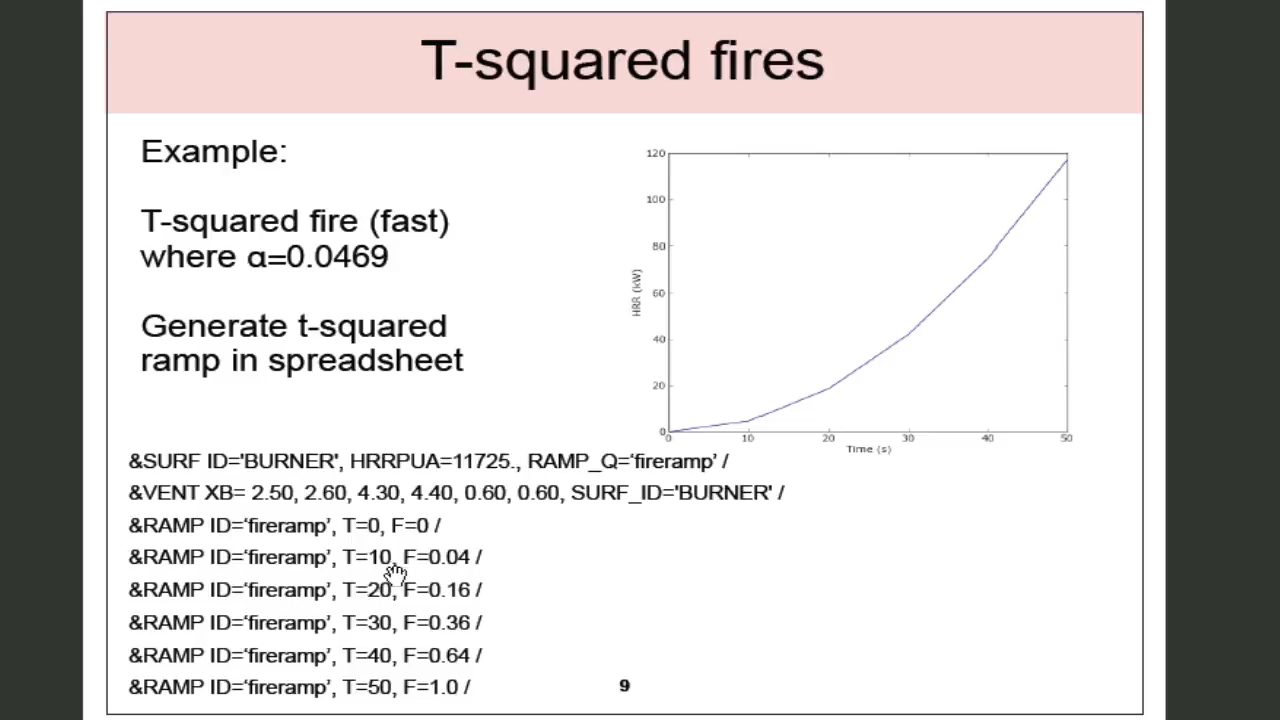 T-squared fires
Example:
T-squared fire (fast)
where α=0.0469
Generate t-squared
ramp in spreadsheet
120
100
80
60
40
20
0
HRR (kW)
0 10 20 30 40 50
Time (s)
&SURF ID='BURNER', HRRPUA=11725., RAMP_Q=‘fireramp’ /
&VENT XB= 2.50, 2.60, 4.30, 4.40, 0.60, 0.60, SURF_ID='BURNER' /
&RAMP ID=‘fireramp’, T=0, F=0 /
&RAMP ID=‘fireramp’, T=10, F=0.04 /
&RAMP ID=‘fireramp’, T=20, F=0.16 /
&RAMP ID=‘fireramp’, T=30, F=0.36 /
&RAMP ID=‘fireramp’, T=40, F=0.64 /
&RAMP ID=‘fireramp’, T=50, F=1.0 /
9